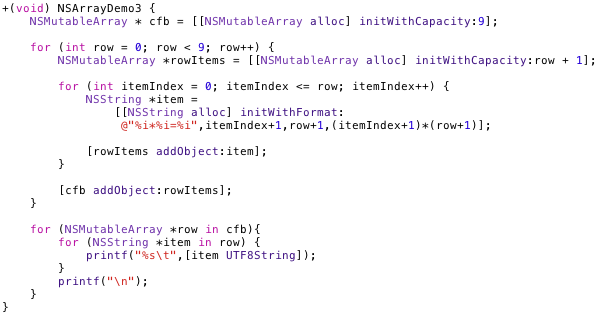 +(void) NSArrayDemo3 {
    NSMutableArray * cfb = [[NSMutableArray alloc] initWithCapacity:9];

    for (int row = 0; row < 9; row++) {
        NSMutableArray *rowItems = [[NSMutableArray alloc] initWithCapacity:row + 1];

        for (int itemIndex = 0; itemIndex <= row; itemIndex++) {
            NSString *item =
                [[NSString alloc] initWithFormat:
                 @"%i*%i=%i",itemIndex+1,row+1,(itemIndex+1)*(row+1)];

            [rowItems addObject:item];
        }

        [cfb addObject:rowItems];
    }

    for (NSMutableArray *row in cfb){
        for (NSString *item in row) {
            printf("%s\t",[item UTF8String]);
        }
        printf("\n");
    }
}